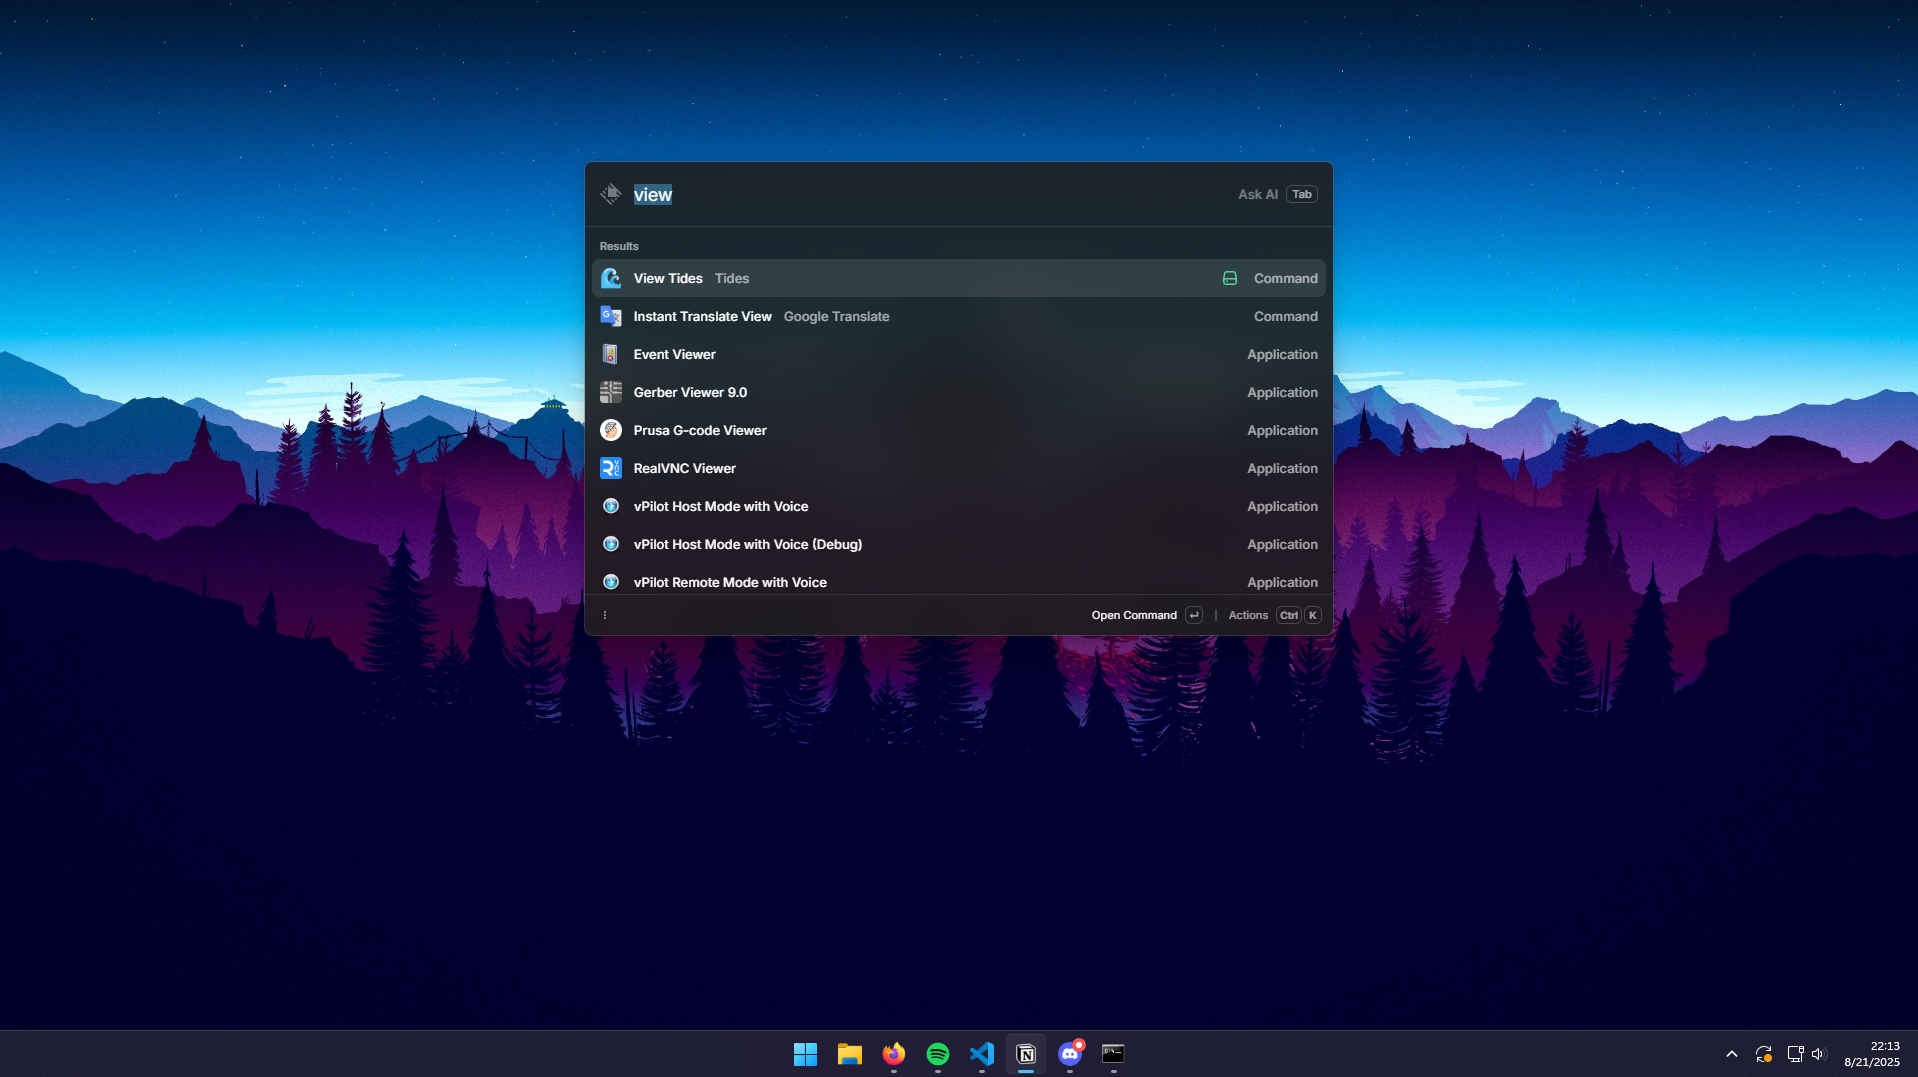 view
Ask AI Tab
Results
View Tides Tides Command
Instant Translate View Google Translate Command
Event Viewer Application
Gerber Viewer 9.0 Application
Prusa G-code Viewer Application
RealVNC Viewer Application
vPilot Host Mode with Voice Application
vPilot Host Mode with Voice (Debug) Application
vPilot Remote Mode with Voice Application
Open Command ↵ | Actions Ctrl K
22:13
8/21/2025